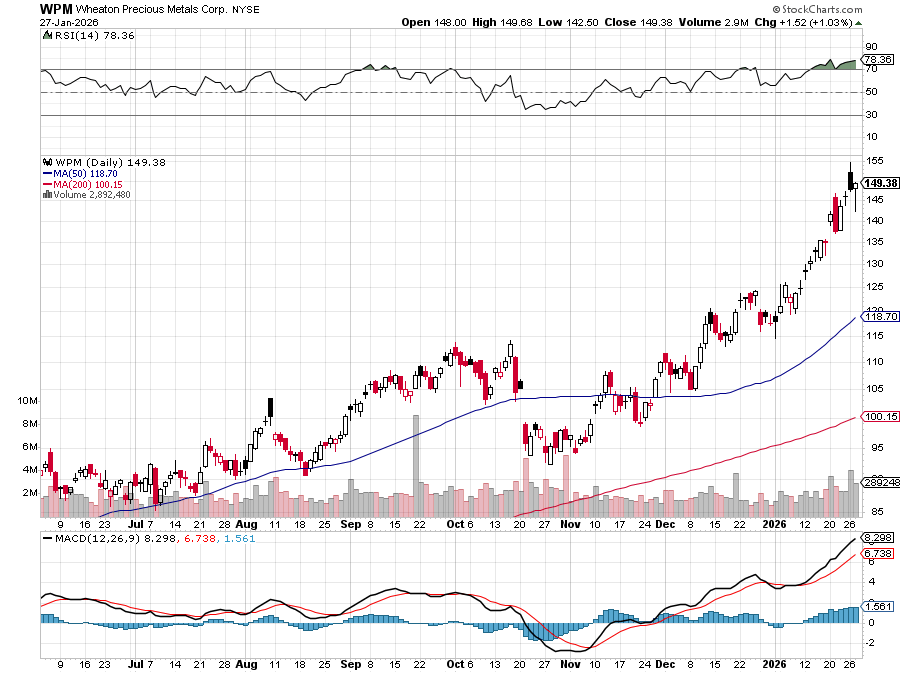 WPM Wheaton Precious Metals Corp. NYSE © StockCharts.com
27-Jan-2026 Open 148.00 High 149.68 Low 142.50 Close 149.38 Volume 2.9M Chg +1.52 (+1.03%)
RSI(14) 78.36
90
78.36
70
50
30
10
WPM (Daily) 149.38
MA(50) 118.70
MA(200) 100.15
Volume 2,892,480
155
149.38
145
140
135
130
125
120
118.70
115
110
105
100.15
95
289248
85
10M
8M
6M
4M
2M
9 16 23 Jul 7 14 21 28 Aug 11 18 25 Sep 8 15 22 Oct 6 13 20 27 Nov 10 17 24 Dec 8 15 22 2026 12 20 26
MACD(12,26,9) 8.298, 6.738, 1.561
8.298
6.738
6
4
1.561
0
-2
9 16 23 Jul 7 14 21 28 Aug 11 18 25 Sep 8 15 22 Oct 6 13 20 27 Nov 10 17 24 Dec 8 15 22 2026 12 20 26